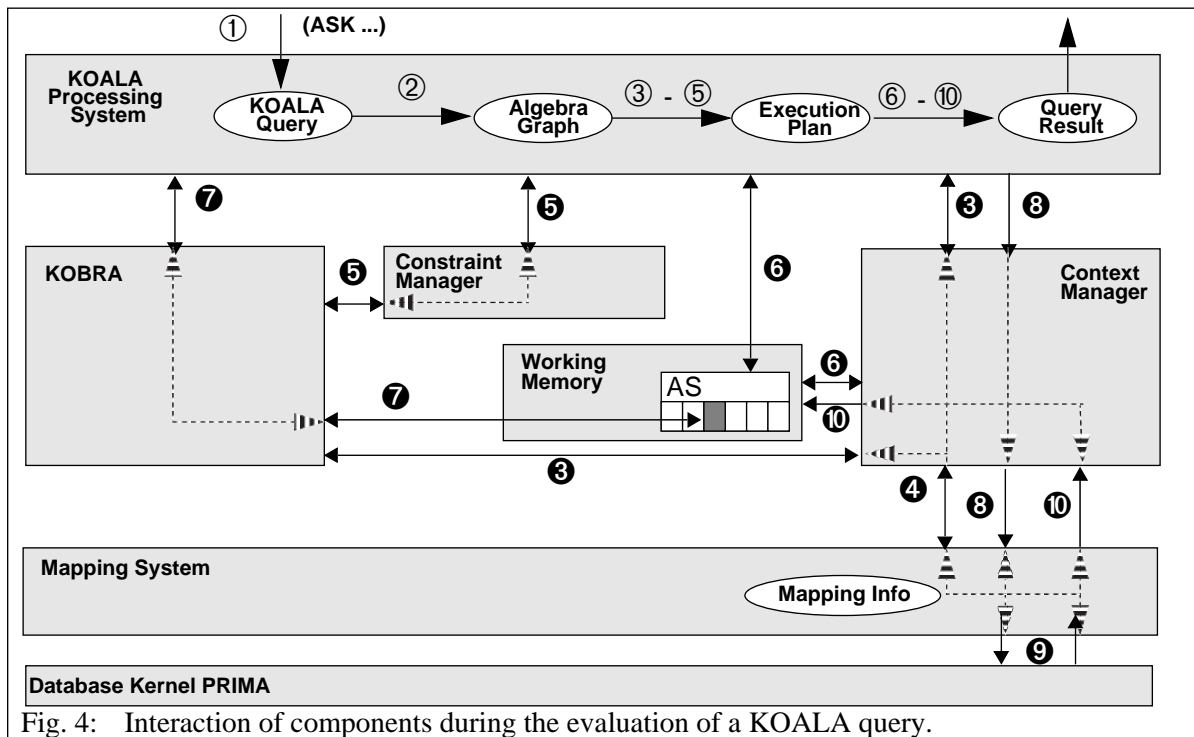 ① (ASK ...)
KOALA
Processing
System
KOALA
Query
②
Algebra
Graph
③ - ⑤
Execution
Plan
⑥ - ⑩
Query
Result
❼
❺
❻
❸
❽
KOBRA
❺
Constraint
Manager
Context
Manager
Working
Memory
AS
❻
❿
❼
❸
❹
❽
❿
Mapping System
Mapping Info
❾
Database Kernel PRIMA
Fig. 4: Interaction of components during the evaluation of a KOALA query.